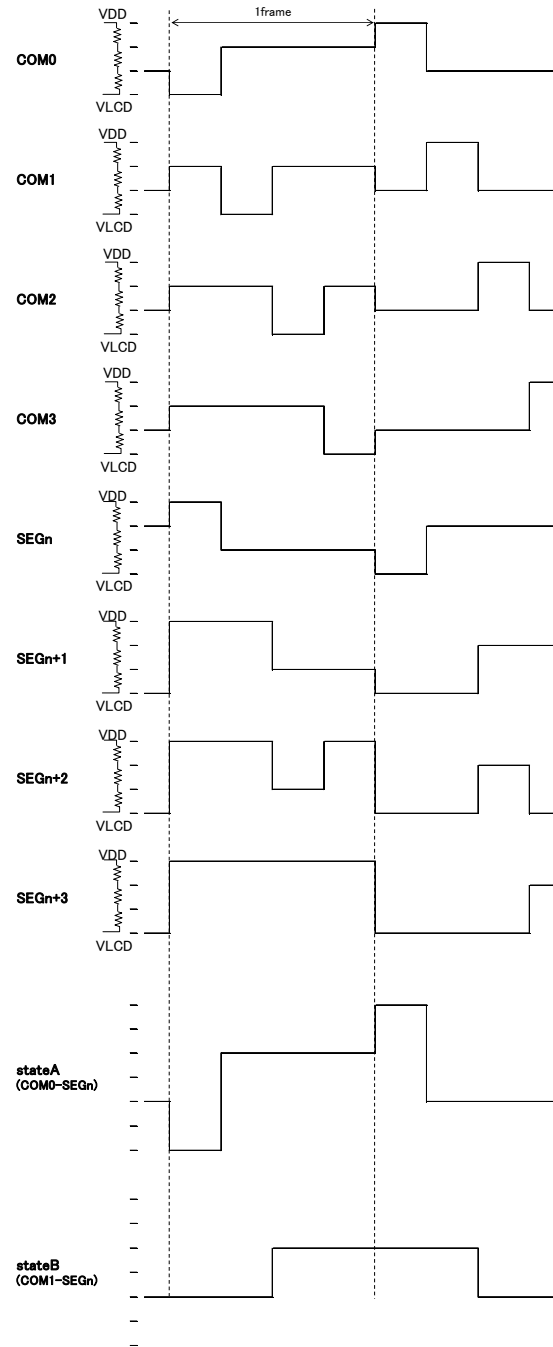 1frame
VDD
COM0
VLCD
VDD
COM1
VLCD
VDD
COM2
VLCD
VDD
COM3
VLCD
VDD
SEGn
VLCD
VDD
SEGn+1
VLCD
VDD
SEGn+2
VLCD
VDD
SEGn+3
VLCD
stateA
(COM0-SEGn)
stateB
(COM1-SEGn)